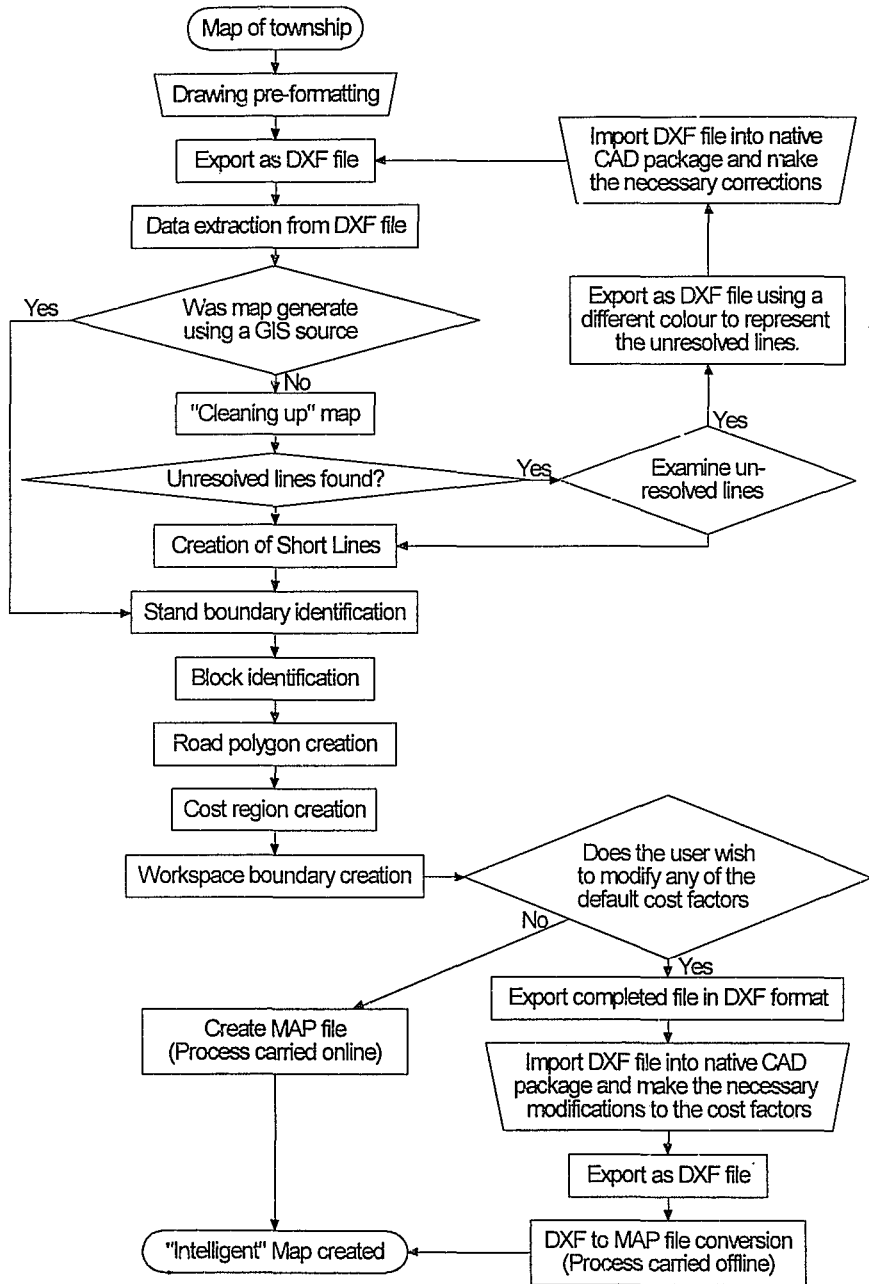 Map of township
Drawing pre-formatting
Export as DXF file
Data extraction from DXF file
Import DXF file into native
CAD package and make
the necessary corrections
Yes
Was map generate
using a GIS source
No
Export as DXF file using a
different colour to represent
the unresolved lines.
"Cleaning up" map
Yes
Unresolved lines found?
Yes
Examine un-
resolved lines
Creation of Short Lines
Stand boundary identification
Block identification
Road polygon creation
Cost region creation
Workspace boundary creation
Does the user wish
to modify any of the
default cost factors
No
Yes
Create MAP file
(Process carried online)
Export completed file in DXF format
Import DXF file into native CAD
package and make the necessary
modifications to the cost factors
Export as DXF file
DXF to MAP file conversion
(Process carried offline)
"Intelligent" Map created